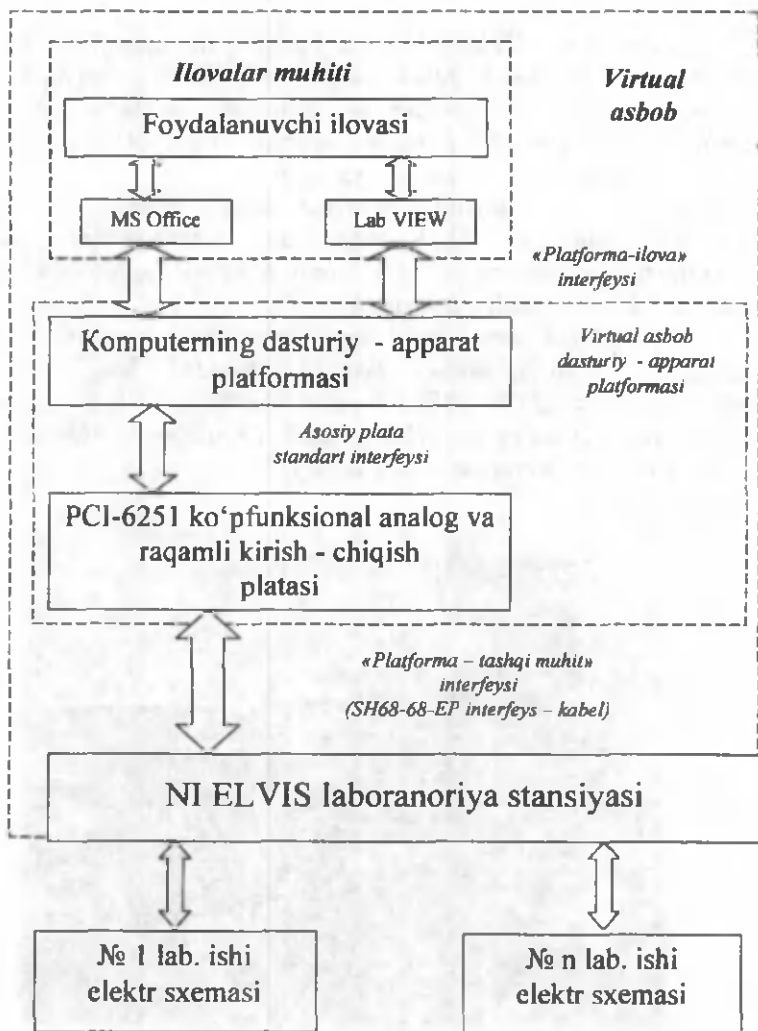 Ilovalar muhiti
Virtual
asbob
Foydalanuvchi ilovasi
MS Office
Lab VIEW
«Platforma-ilova»
interfeysi
Komputerning dasturiy - apparat
platformasi
Virtual asbob
dasturiy - apparat
platformasi
Asosiy plata
standart interfeysi
PCI-6251 ko‘pfunksional analog va
raqamli kirish - chiqish
platasi
«Platforma – tashqi muhit»
interfeysi
(SH68-68-EP interfeys – kabel)
NI ELVIS laboranoriya stansiyasi
№ 1 lab. ishi
elektr sxemasi
№ n lab. ishi
elektr sxemasi